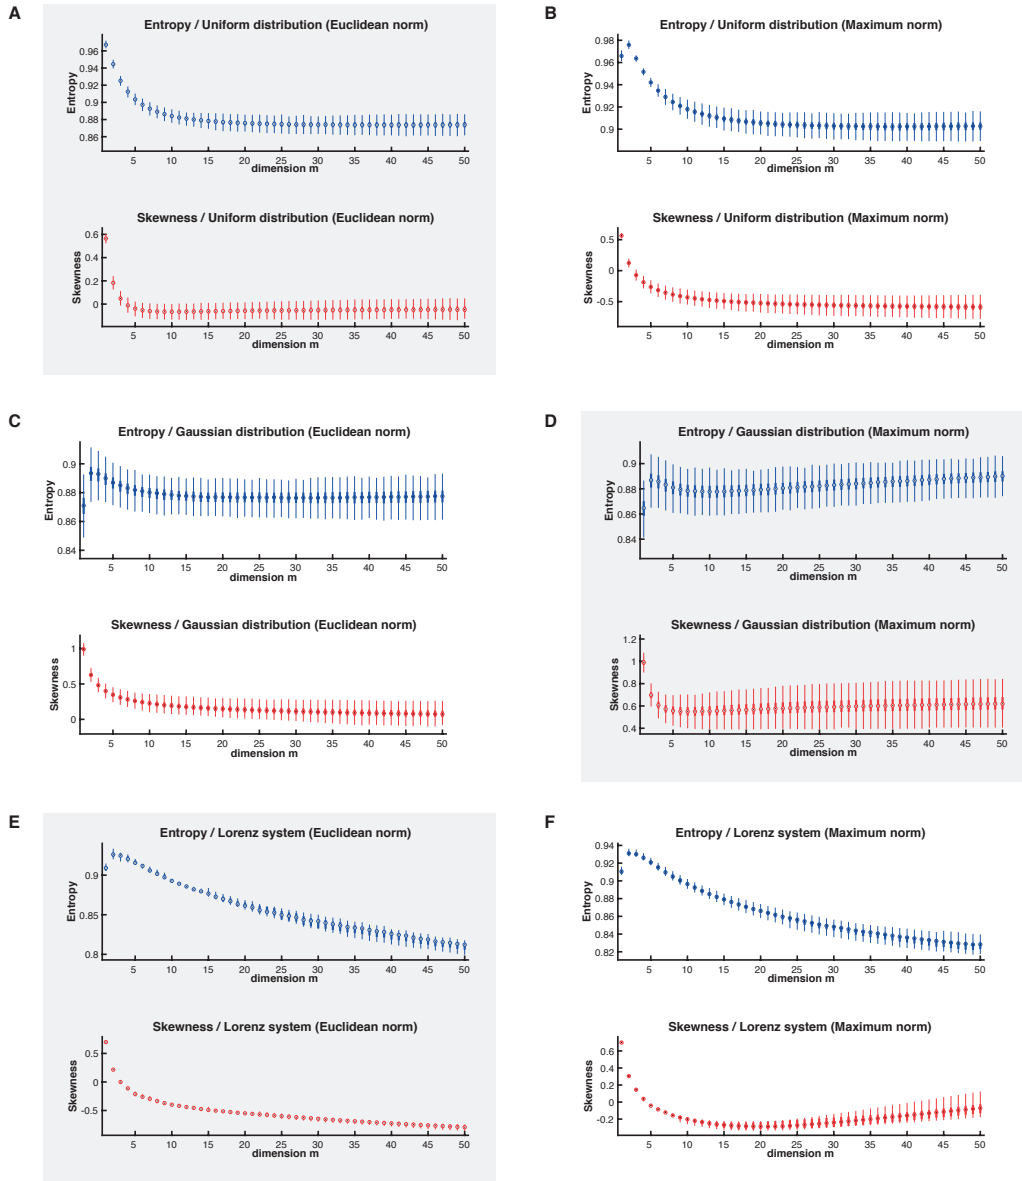 A
Entropy / Uniform distribution (Euclidean norm)
Entropy
0.96
0.94
0.92
0.9
0.88
0.86
5 10 15 20 25 30 35 40 45 50
dimension m
Skewness / Uniform distribution (Euclidean norm)
Skewness
0.6
0.4
0.2
0
5 10 15 20 25 30 35 40 45 50
dimension m
B
Entropy / Uniform distribution (Maximum norm)
Entropy
0.98
0.96
0.94
0.92
0.9
5 10 15 20 25 30 35 40 45 50
dimension m
Skewness / Uniform distribution (Maximum norm)
Skewness
0.5
0
-0.5
5 10 15 20 25 30 35 40 45 50
dimension m
C
Entropy / Gaussian distribution (Euclidean norm)
Entropy
0.9
0.88
0.86
0.84
5 10 15 20 25 30 35 40 45 50
dimension m
Skewness / Gaussian distribution (Euclidean norm)
Skewness
1
0.5
0
5 10 15 20 25 30 35 40 45 50
dimension m
D
Entropy / Gaussian distribution (Maximum norm)
Entropy
0.9
0.88
0.86
0.84
5 10 15 20 25 30 35 40 45 50
dimension m
Skewness / Gaussian distribution (Maximum norm)
Skewness
1.2
1
0.8
0.6
0.4
5 10 15 20 25 30 35 40 45 50
dimension m
E
Entropy / Lorenz system (Euclidean norm)
Entropy
0.9
0.85
0.8
5 10 15 20 25 30 35 40 45 50
dimension m
Skewness / Lorenz system (Euclidean norm)
Skewness
0.5
0
-0.5
5 10 15 20 25 30 35 40 45 50
dimension m
F
Entropy / Lorenz system (Maximum norm)
Entropy
0.94
0.92
0.9
0.88
0.86
0.84
0.82
5 10 15 20 25 30 35 40 45 50
dimension m
Skewness / Lorenz system (Maximum norm)
Skewness
0.6
0.4
0.2
0
-0.2
5 10 15 20 25 30 35 40 45 50
dimension m